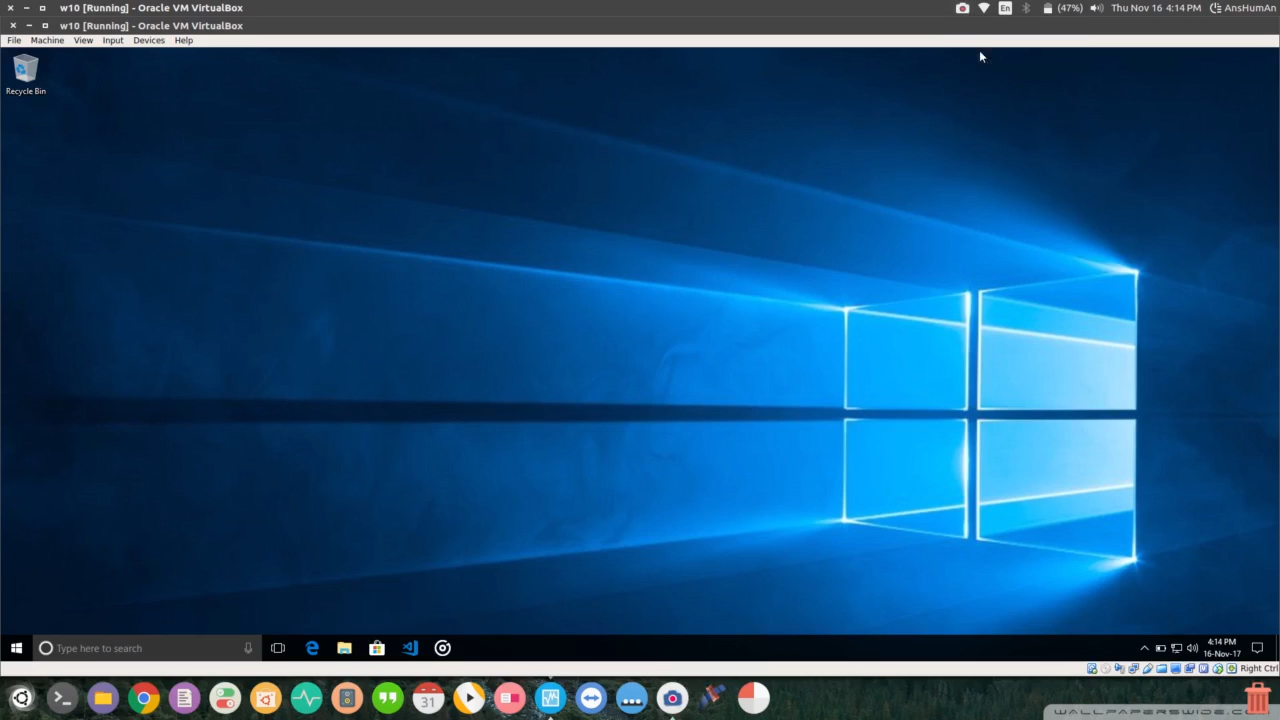 w10 [Running] - Oracle VM VirtualBox
En
(47%)
Thu Nov 16 4:14 PM
AnsHumAn
w10 [Running] - Oracle VM VirtualBox
File Machine View Input Devices Help
Recycle Bin
Type here to search
4:14 PM
16-Nov-17
Right Ctrl
31
WALLPAPERSWIDE.COM